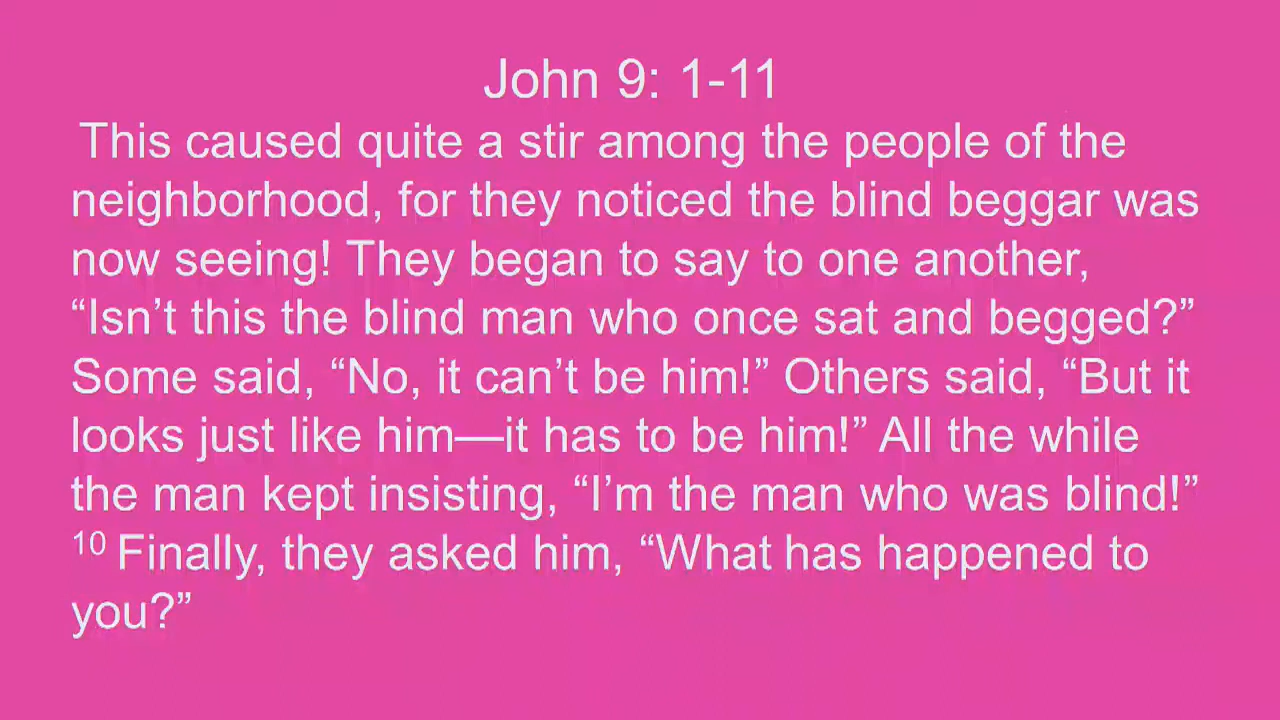 John 9: 1-11
This caused quite a stir among the people of the
neighborhood, for they noticed the blind beggar was
now seeing! They began to say to one another,
“Isn’t this the blind man who once sat and begged?”
Some said, “No, it can’t be him!” Others said, “But it
looks just like him—it has to be him!” All the while
the man kept insisting, “I’m the man who was blind!”
10 Finally, they asked him, “What has happened to
you?”